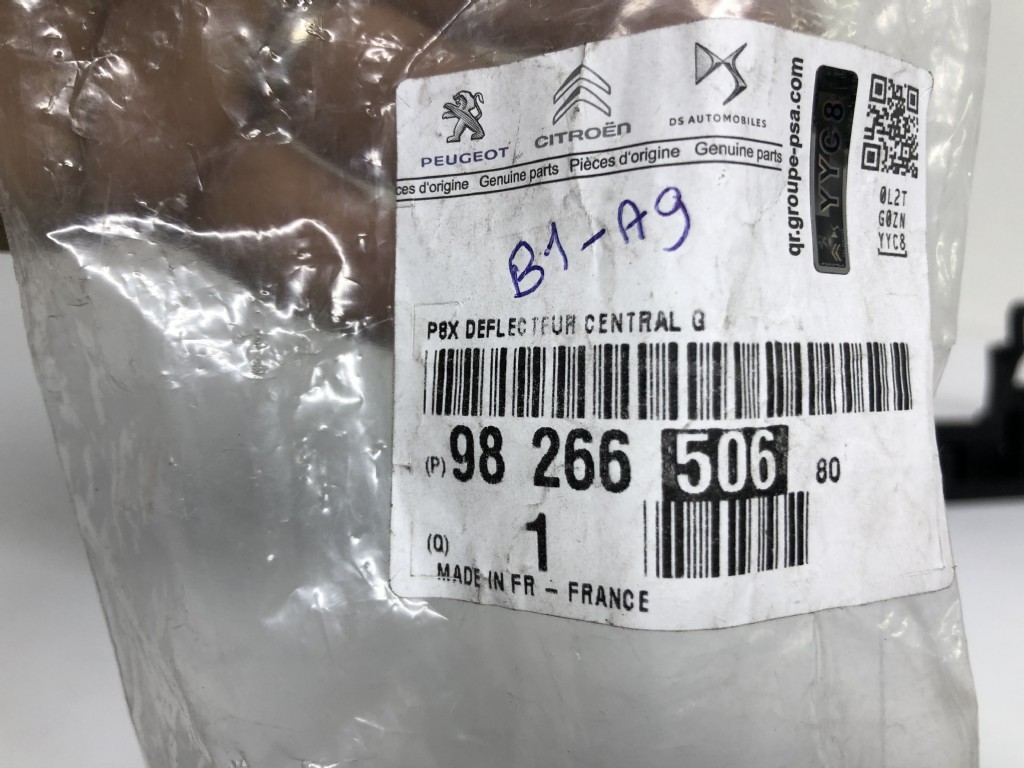 PEUGEOT
CITROËN
DS AUTOMOBILES
ces d'origine Genuine parts Pièces d'origine Genuine parts
qr.groupe-psa.com
YYC8
0L2T
G0ZN
YYC8
B1-A9
P8X DEFLECTEUR CENTRAL G
(P) 98 266 506 80
(Q) 1
MADE IN FR - FRANCE